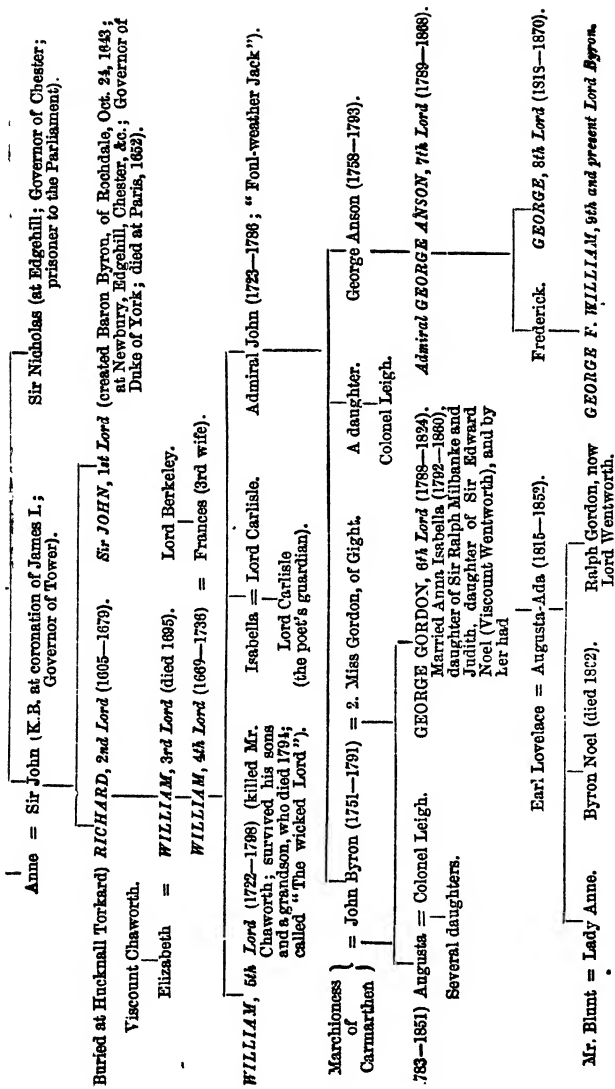 Anne = Sir John (K.B. at coronation of James I.; Governor of Tower).
Sir Nicholas (at Edgehill; Governor of Chester; prisoner to the Parliament).
Buried at Hucknall Torkard) RICHARD, 2nd Lord (1605—1679).
Sir JOHN, 1st Lord (created Baron Byron, of Rochdale, Oct. 24, 1643;
at Newbury, Edgehill, Chester, &c.; Governor of
Duke of York; died at Paris, 1652).
Viscount Chaworth.
Elizabeth = WILLIAM, 3rd Lord (died 1695).
Lord Berkeley.
WILLIAM, 4th Lord (1669—1736) = Frances (3rd wife).
WILLIAM, 5th Lord (1722—1798) (killed Mr.
Chaworth; survived his sons
and a grandson, who died 1794;
called "The wicked Lord").
Isabella = Lord Carlisle.
Lord Carlisle
(the poet's guardian).
Admiral John (1723—1786; "Foul-weather Jack").
Marchioness
of
Carmarthen
} = John Byron (1751—1791) = 2. Miss Gordon, of Gight.
A daughter.
Colonel Leigh.
George Anson (1758—1793).
783—1851) Augusta = Colonel Leigh.
Several daughters.
GEORGE GORDON, 6th Lord (1788—1824).
Married Anna Isabella (1792—1860),
daughter of Sir Ralph Milbanke and
Judith, daughter of Sir Edward
Noel (Viscount Wentworth), and by
Ler had
Admiral GEORGE ANSON, 7th Lord (1789—1868).
Earl Lovelace = Augusta-Ada (1815—1852).
Frederick.
GEORGE, 8th Lord (1818—1870).
Mr. Blunt = Lady Anne.
Byron Noel (died 1862).
Ralph Gordon, now
Lord Wentworth.
GEORGE F. WILLIAM, 9th and present Lord Byron.